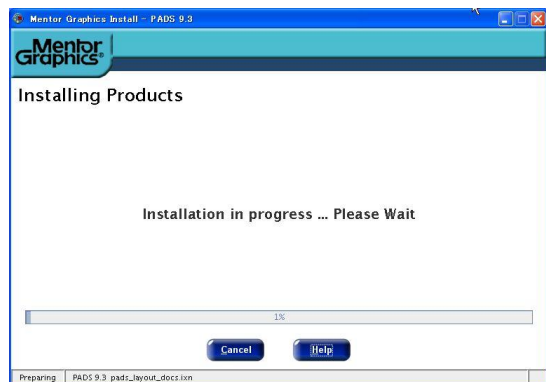 Mentor Graphics Install - PADS 9.3
Mentor
Graphics®
Installing Products
Installation in progress ... Please Wait
1%
Cancel
Help
Preparing
PADS 9.3 pads_layout_docs.ixn